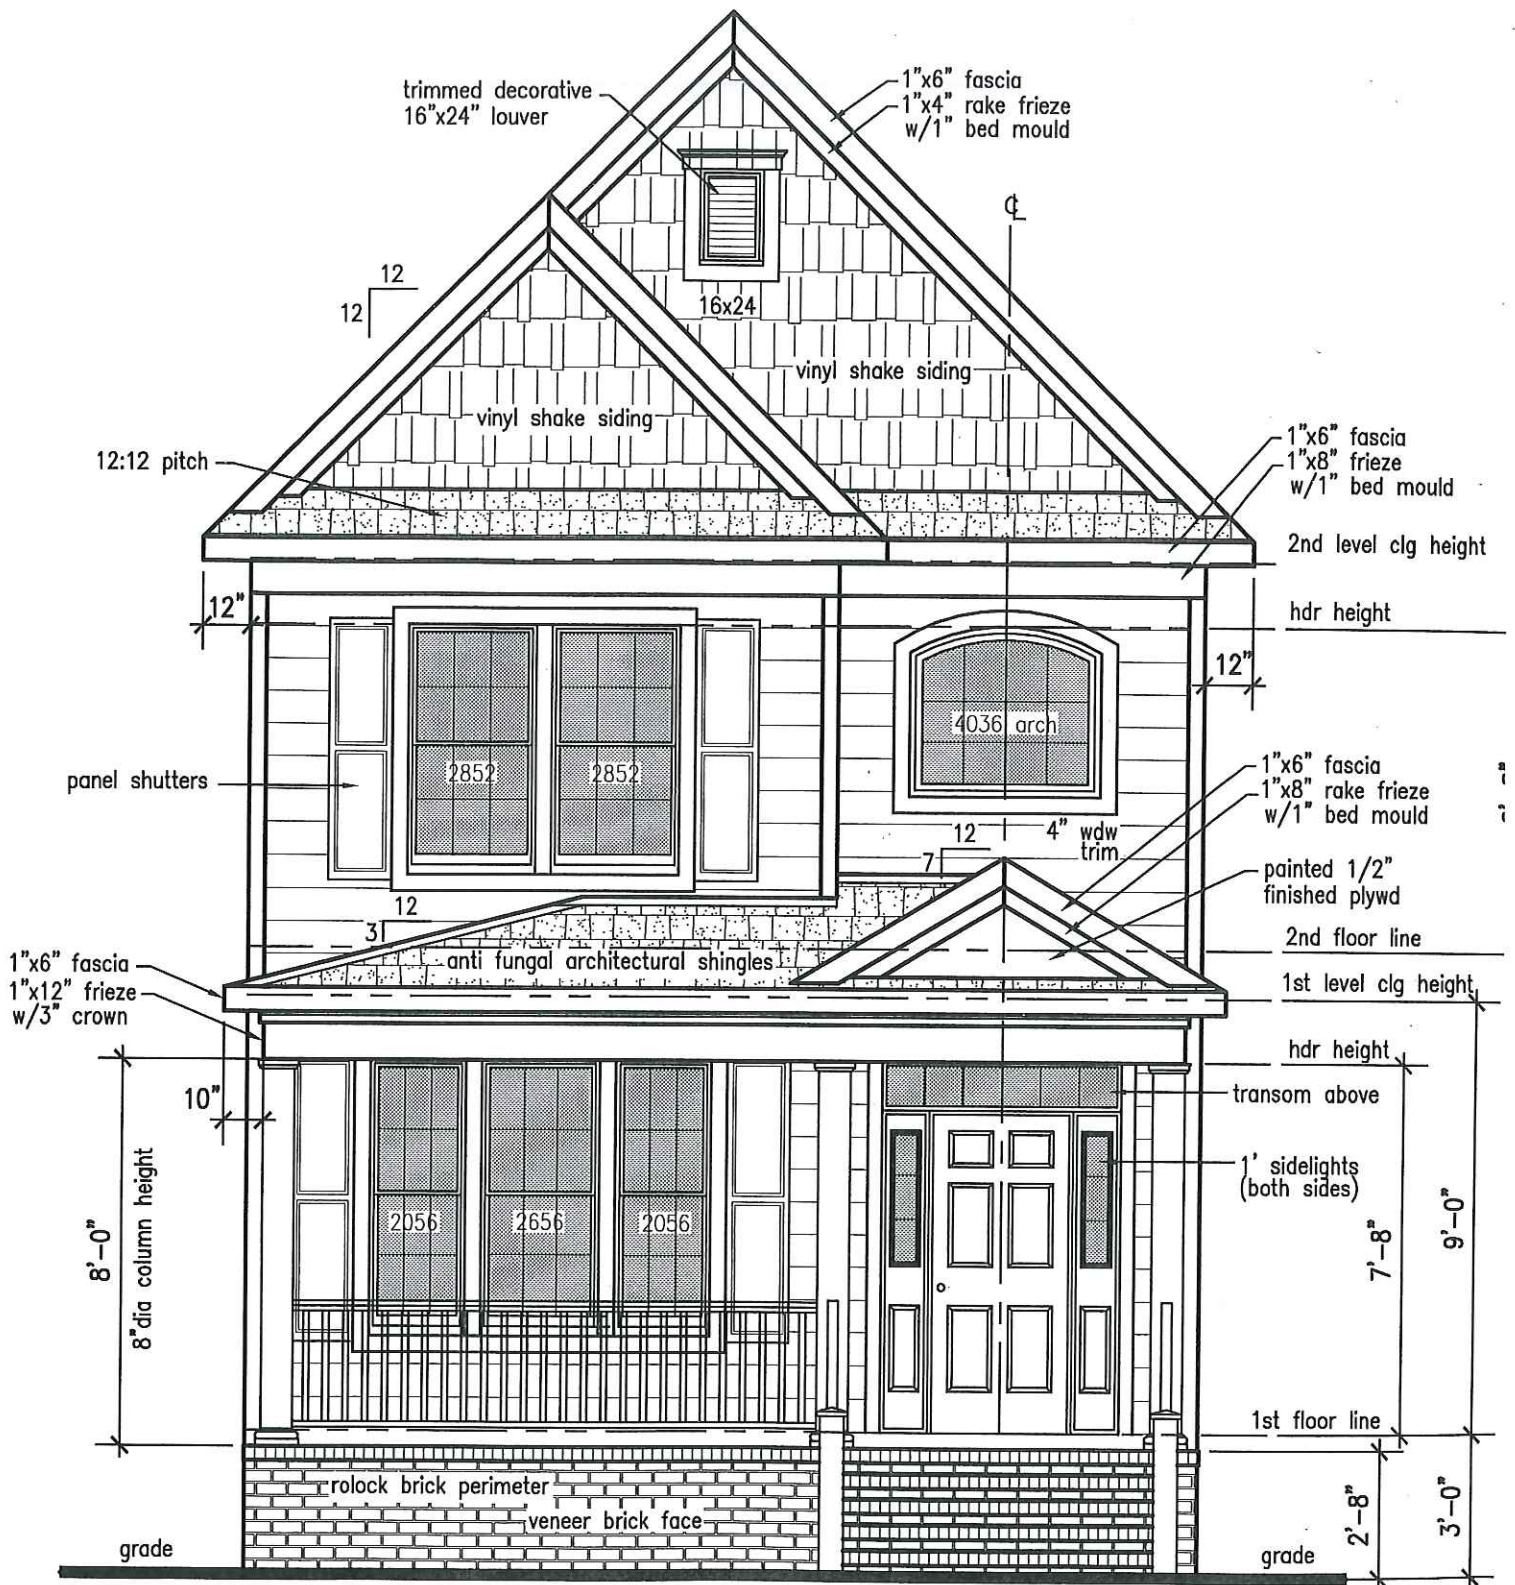 trimmed decorative
16"x24" louver
1"x6" fascia
1"x4" rake frieze
w/1" bed mould
℄
12
12
16x24
vinyl shake siding
vinyl shake siding
12:12 pitch
1"x6" fascia
1"x8" frieze
w/1" bed mould
2nd level clg height
12"
hdr height
12"
4036 arch
2852
2852
panel shutters
1"x6" fascia
1"x8" rake frieze
w/1" bed mould
4" wdw
trim
12
7
painted 1/2"
finished plywd
12
3
2nd floor line
anti fungal architectural shingles
1"x6" fascia
1"x12" frieze
w/3" crown
1st level clg height
hdr height
10"
transom above
1' sidelights
(both sides)
8'-0"
8"dia column height
2056
2656
2056
7'-8"
9'-0"
1st floor line
rolock brick perimeter
veneer brick face
2'-8"
3'-0"
grade
grade